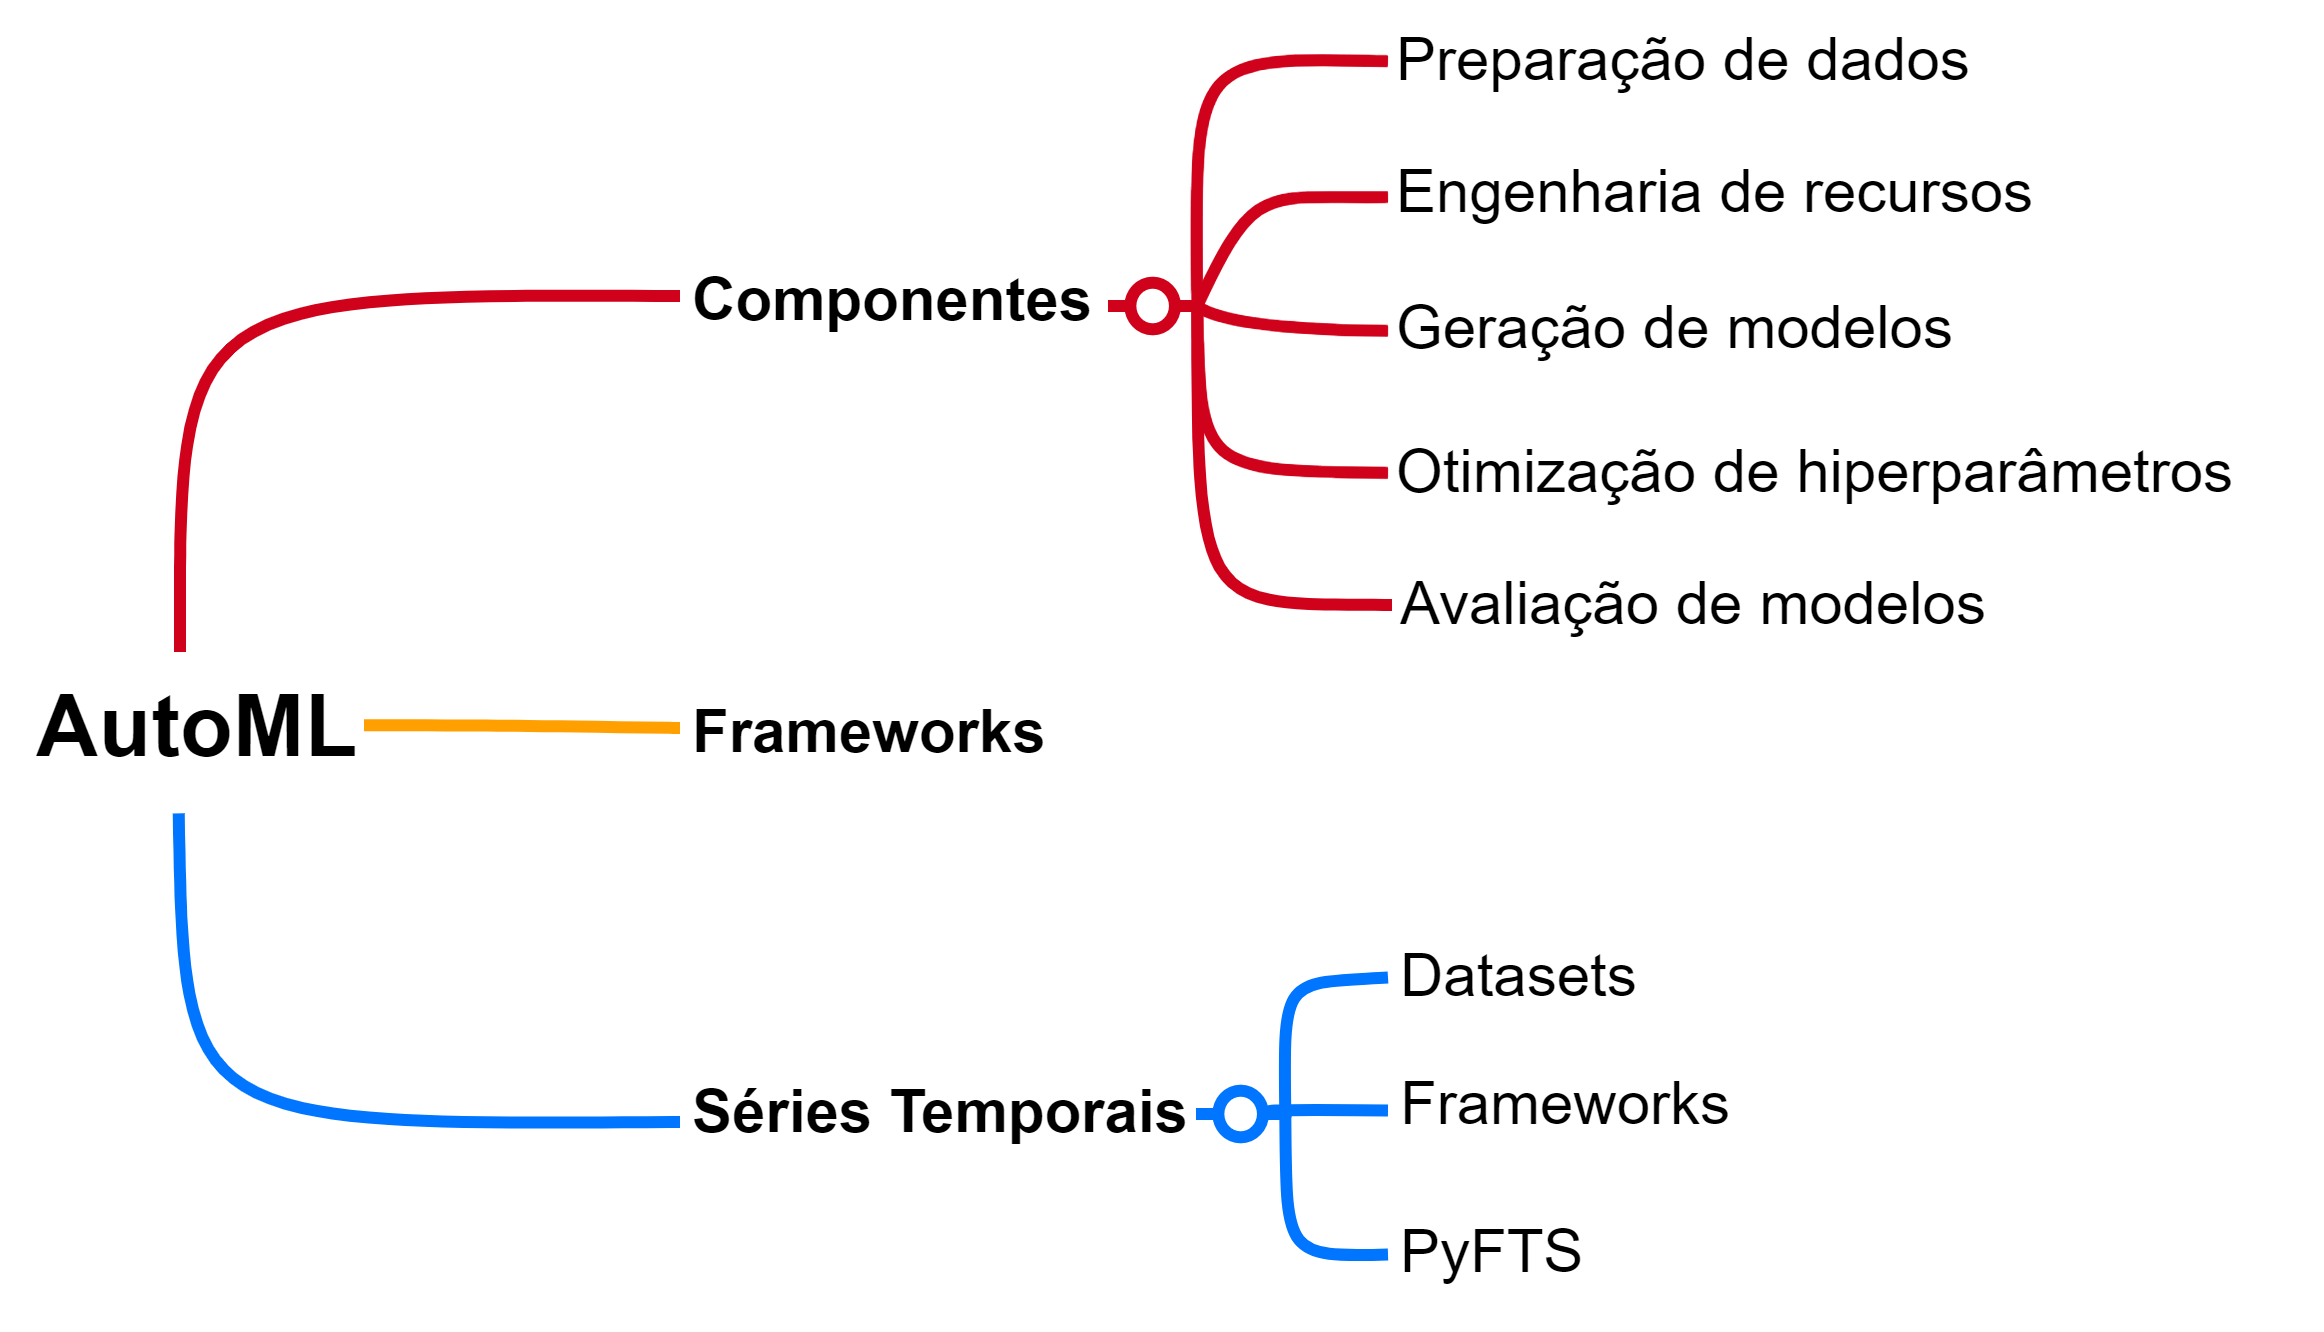 AutoML
Componentes
Preparação de dados
Engenharia de recursos
Geração de modelos
Otimização de hiperparâmetros
Avaliação de modelos
Frameworks
Séries Temporais
Datasets
Frameworks
PyFTS